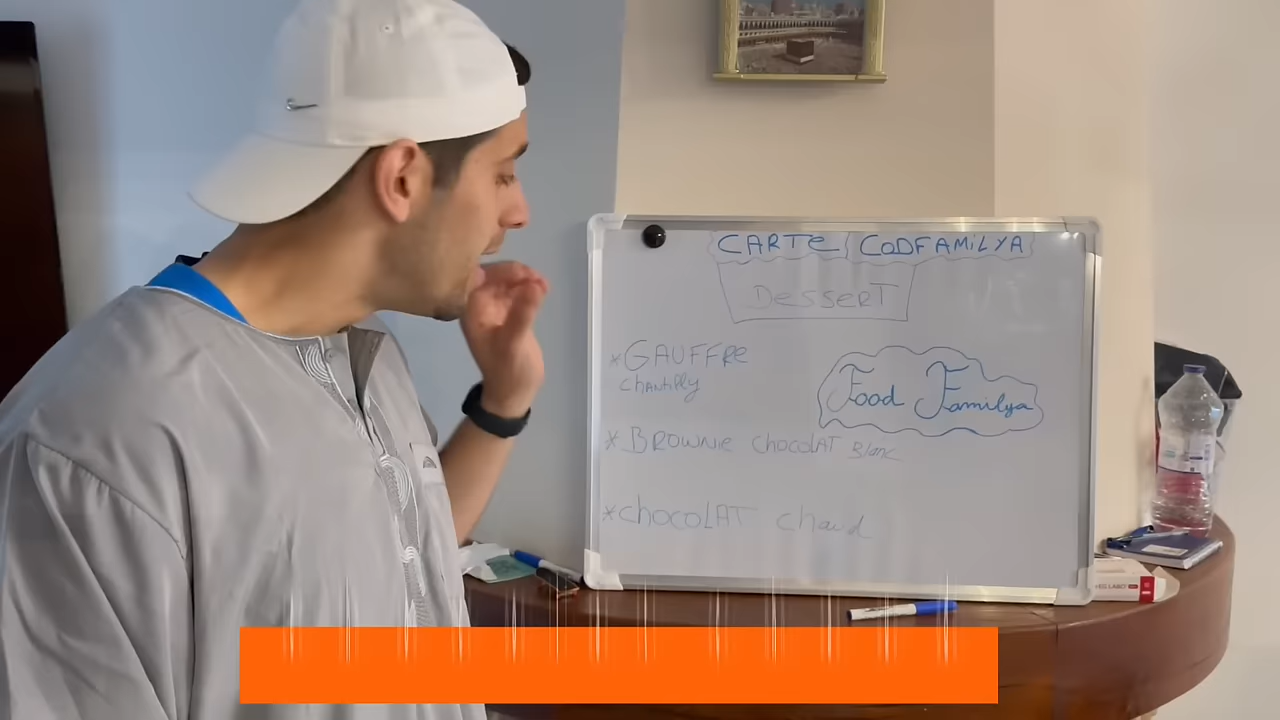 CARTE CODFAMiLYA
DesserT
*GAUFFRe
chantilly
Food Familya
*Brownie chocoLAT Blanc
*chocoLAT chaud